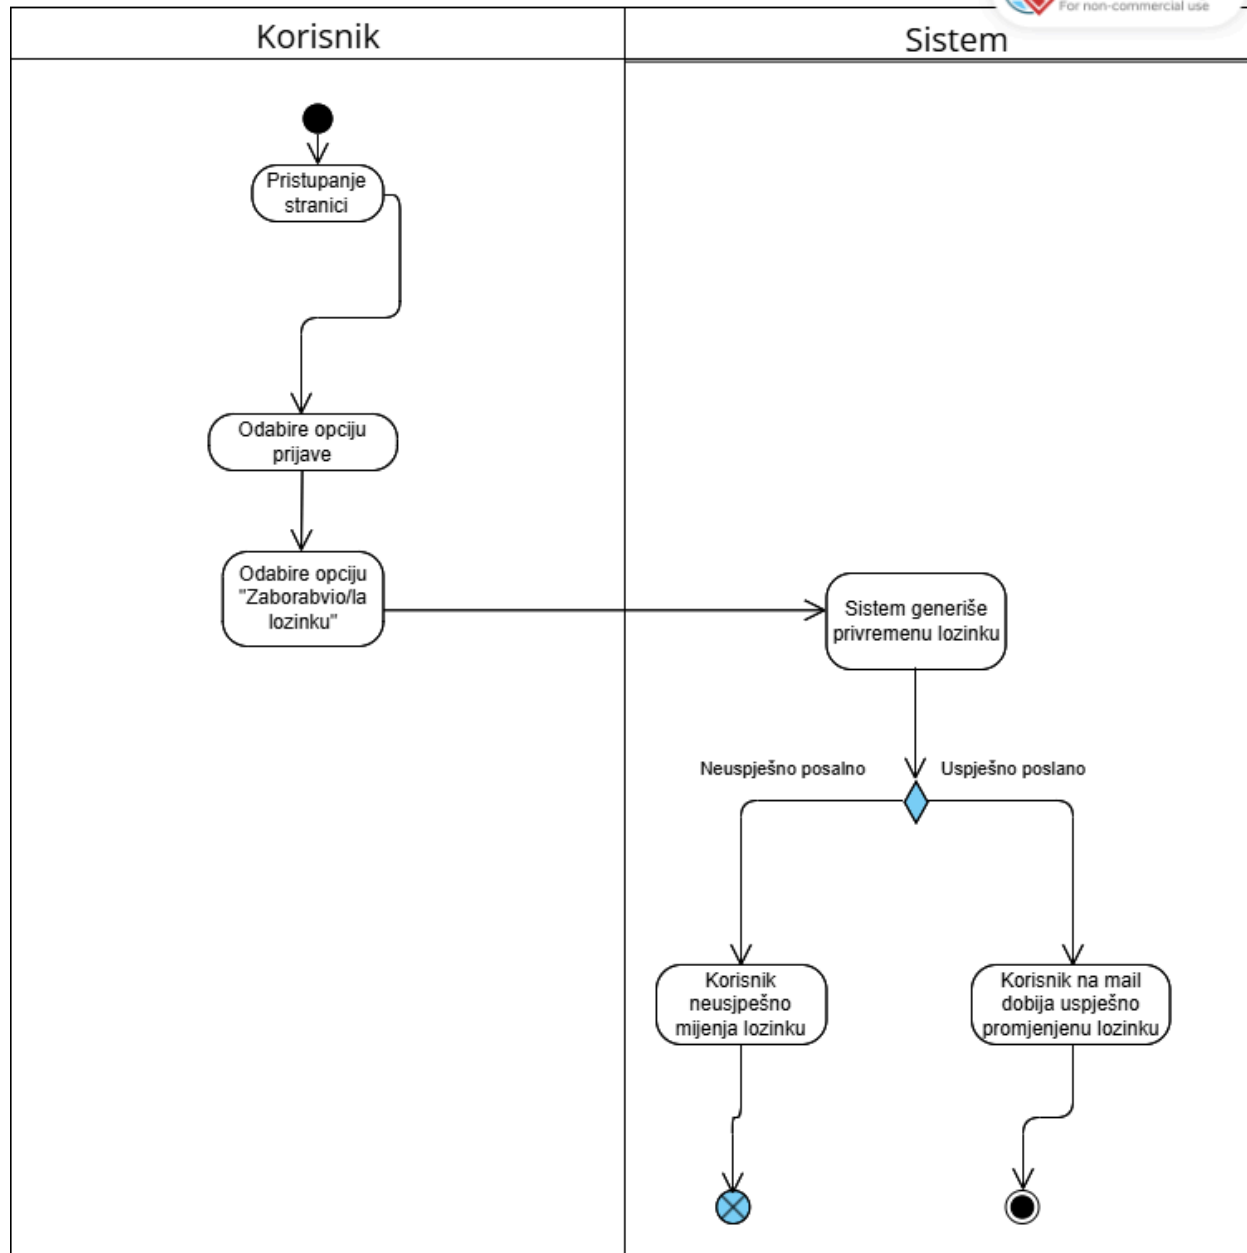 For non-commercial use
Korisnik
Sistem
Pristupanje
stranici
Odabire opciju
prijave
Odabire opciju
"Zaborabvio/la
lozinku"
Sistem generiše
privremenu lozinku
Neuspješno posalno
Uspješno poslano
Korisnik
neusjpešno
mijenja lozinku
Korisnik na mail
dobija uspješno
promjenjenu lozinku